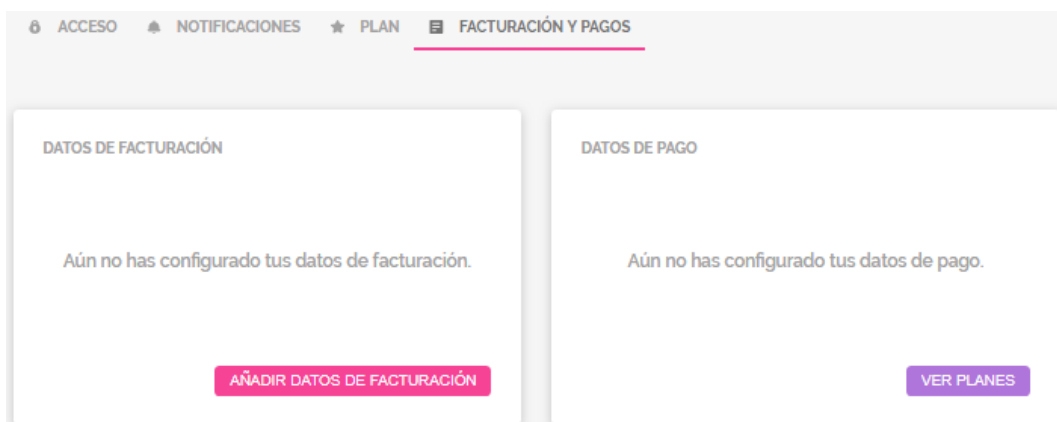 ACCESO NOTIFICACIONES PLAN FACTURACIÓN Y PAGOS
DATOS DE FACTURACIÓN
Aún no has configurado tus datos de facturación.
AÑADIR DATOS DE FACTURACIÓN
DATOS DE PAGO
Aún no has configurado tus datos de pago.
VER PLANES